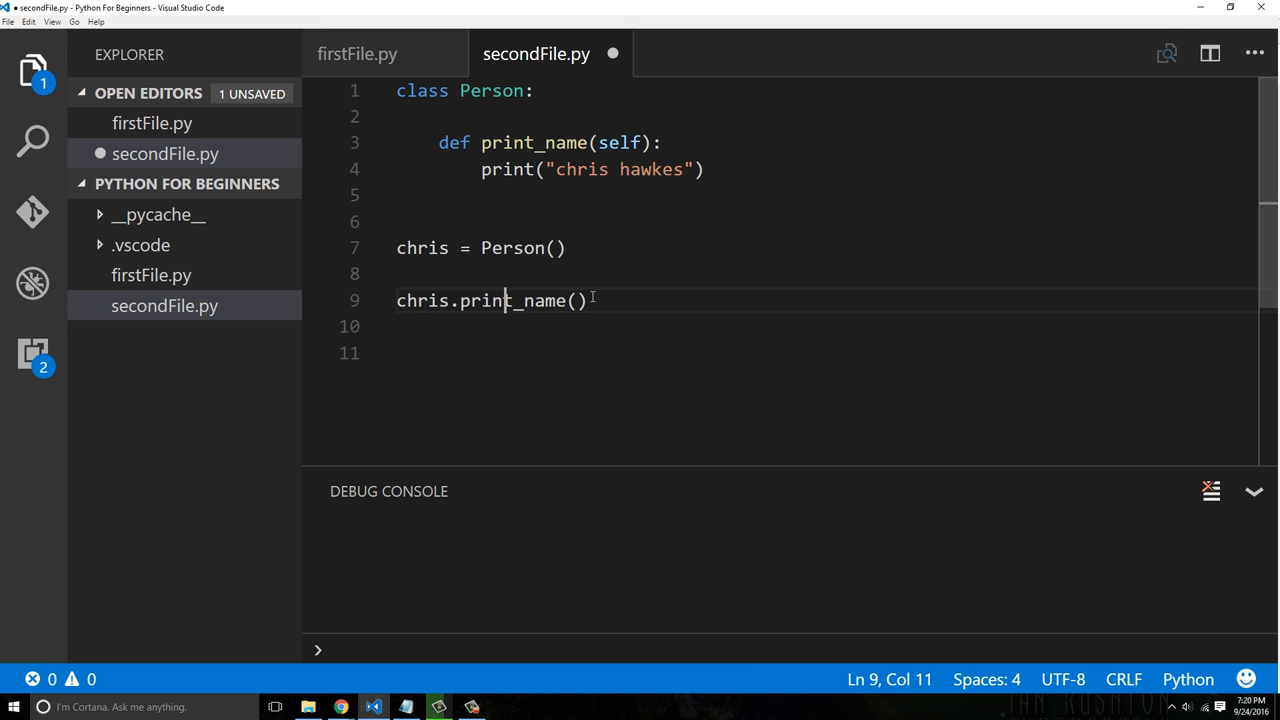 secondFile.py - Python For Beginners - Visual Studio Code
File Edit View Go Help
EXPLORER
OPEN EDITORS 1 UNSAVED
firstFile.py
secondFile.py
PYTHON FOR BEGINNERS
__pycache__
.vscode
firstFile.py
secondFile.py
1
2
firstFile.py
secondFile.py
1 class Person:
2
3 def print_name(self):
4 print("chris hawkes")
5
6
7 chris = Person()
8
9 chris.print_name()
10
11
DEBUG CONSOLE
0 0
Ln 9, Col 11 Spaces: 4 UTF-8 CRLF Python
I'm Cortana. Ask me anything.
IAN RUSHTON
7:20 PM
9/24/2016